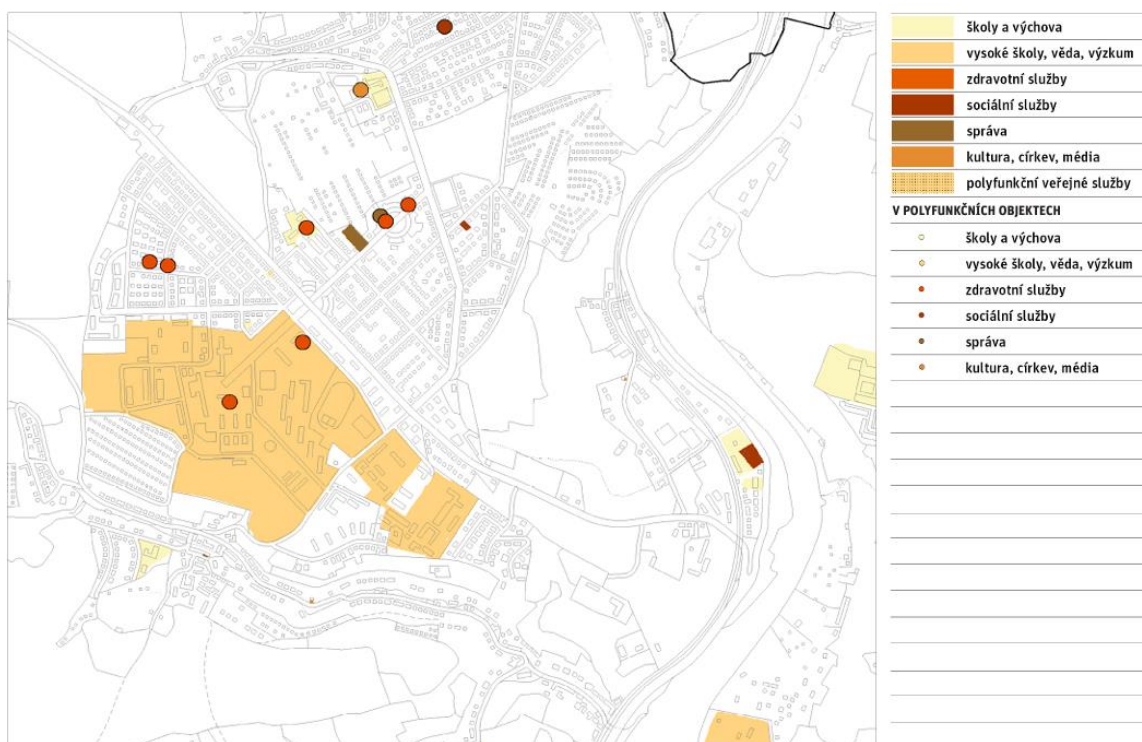 školy a výchova
vysoké školy, věda, výzkum
zdravotní služby
sociální služby
správa
kultura, církev, média
polyfunkční veřejné služby
V POLYFUNKČNÍCH OBJEKTECH
školy a výchova
vysoké školy, věda, výzkum
zdravotní služby
sociální služby
správa
kultura, církev, média